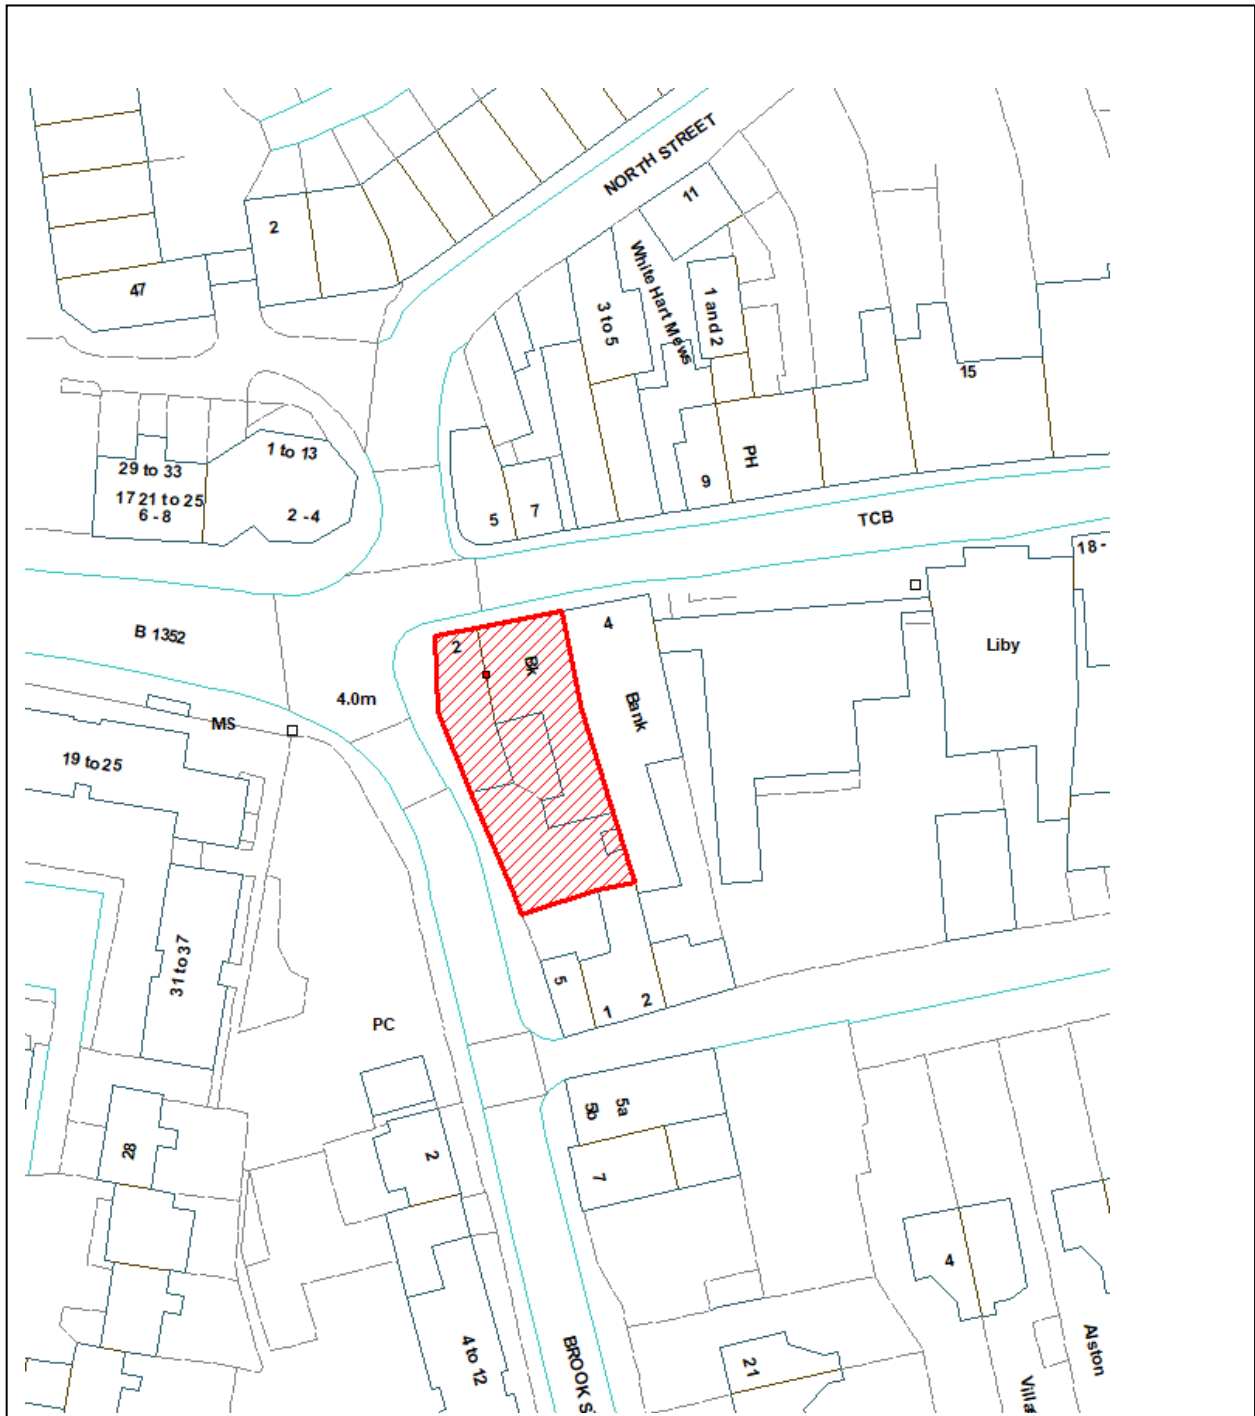 NORTH STREET
11
2
White Hart Mews
47
1 and 2
3 to 5
15
1 to 13
29 to 33
PH
17 21 to 25
9
6 - 8
2 - 4
5
7
TCB
18 -
B 1352
2
4
Bk
Liby
4.0m
Bank
MS
19 to 25
31 to 37
5
2
1
PC
5b
5a
28
2
7
4
4 to 12
BROOK S
21
Alston
Villa